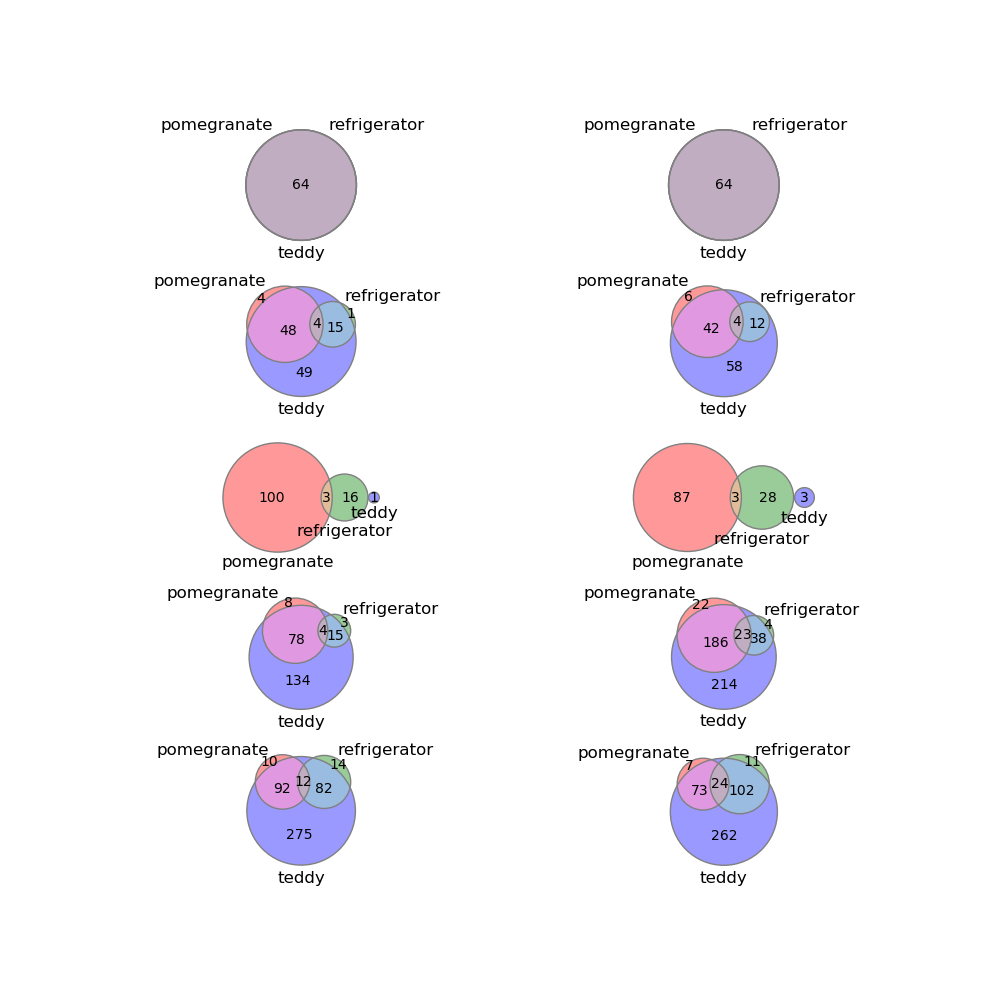 pomegranate refrigerator
64
teddy
pomegranate refrigerator
64
teddy
pomegranate
refrigerator
4
1
48
4
15
49
teddy
pomegranate
refrigerator
6
42
4
12
58
teddy
100
3
16
1
teddy
refrigerator
pomegranate
87
3
28
3
teddy
refrigerator
pomegranate
pomegranate
8
refrigerator
3
78
4
15
134
teddy
pomegranate
22
refrigerator
4
186
23
38
214
teddy
pomegranate refrigerator
10
14
92
12
82
275
teddy
pomegranate
refrigerator
7
11
73
24
102
262
teddy